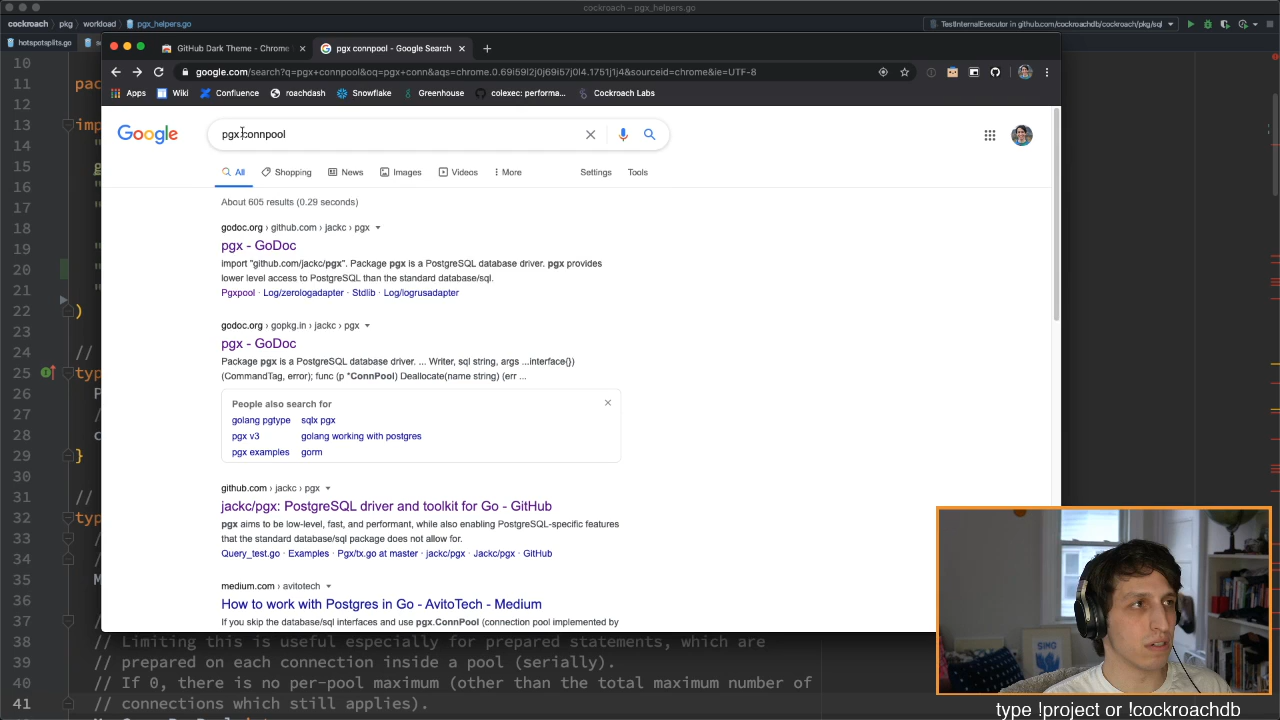 cockroach – pgx_helpers.go
cockroach › pkg › workload › pgx_helpers.go
TestInternalExecutor in github.com/cockroachdb/cockroach/pkg/sql
hotspotsplits.go
GitHub Dark Theme - Chrome
pgx connpool - Google Search
google.com/search?q=pgx+connpool&oq=pgx+conn&aqs=chrome.0.69i59l2j0j69i57j0l4.1751j1j4&sourceid=chrome&ie=UTF-8
Apps Wiki Confluence roachdash Snowflake Greenhouse colexec: performa... Cockroach Labs
Google
pgx connpool
All Shopping News Images Videos More Settings Tools
About 605 results (0.29 seconds)
godoc.org › github.com › jackc › pgx
pgx - GoDoc
import "github.com/jackc/pgx". Package pgx is a PostgreSQL database driver. pgx provides
lower level access to PostgreSQL than the standard database/sql.
Pgxpool · Log/zerologadapter · Stdlib · Log/logrusadapter
godoc.org › gopkg.in › jackc › pgx
pgx - GoDoc
Package pgx is a PostgreSQL database driver. ... Writer, sql string, args ...interface{})
(CommandTag, error); func (p *ConnPool) Deallocate(name string) (err ...
People also search for
golang pgtype sqlx pgx
pgx v3 golang working with postgres
pgx examples gorm
github.com › jackc › pgx
jackc/pgx: PostgreSQL driver and toolkit for Go - GitHub
pgx aims to be low-level, fast, and performant, while also enabling PostgreSQL-specific features
that the standard database/sql package does not allow for.
Query_test.go · Examples · Pgx/tx.go at master · jackc/pgx · Jackc/pgx · GitHub
medium.com › avitotech
How to work with Postgres in Go - AvitoTech - Medium
If you skip the database/sql interfaces and use pgx.ConnPool (connection pool implemented by
10
11 pac
12
13 imp
14 "
15 g
16 "
17 "
18
19 "
20 "
21 "
22 )
23
24 //
25 typ
26 P
27 /
28 c
29 }
30
31 //
32 typ
33 /
34 /
35 M
36
37 /
38 // Limiting this is useful especially for prepared statements, which are
39 // prepared on each connection inside a pool (serially).
40 // If 0, there is no per-pool maximum (other than the total maximum number of
41 // connections which still applies).
SING
type !project or !cockroachdb